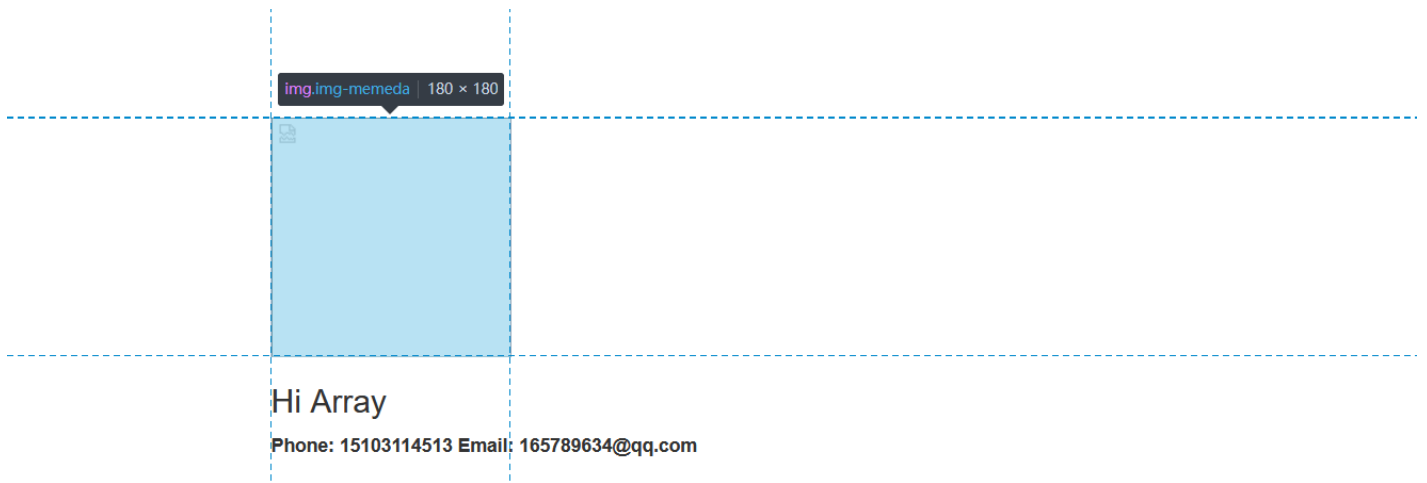 img.img-memeda 180 × 180
Hi Array
Phone: 15103114513 Email: 165789634@qq.com